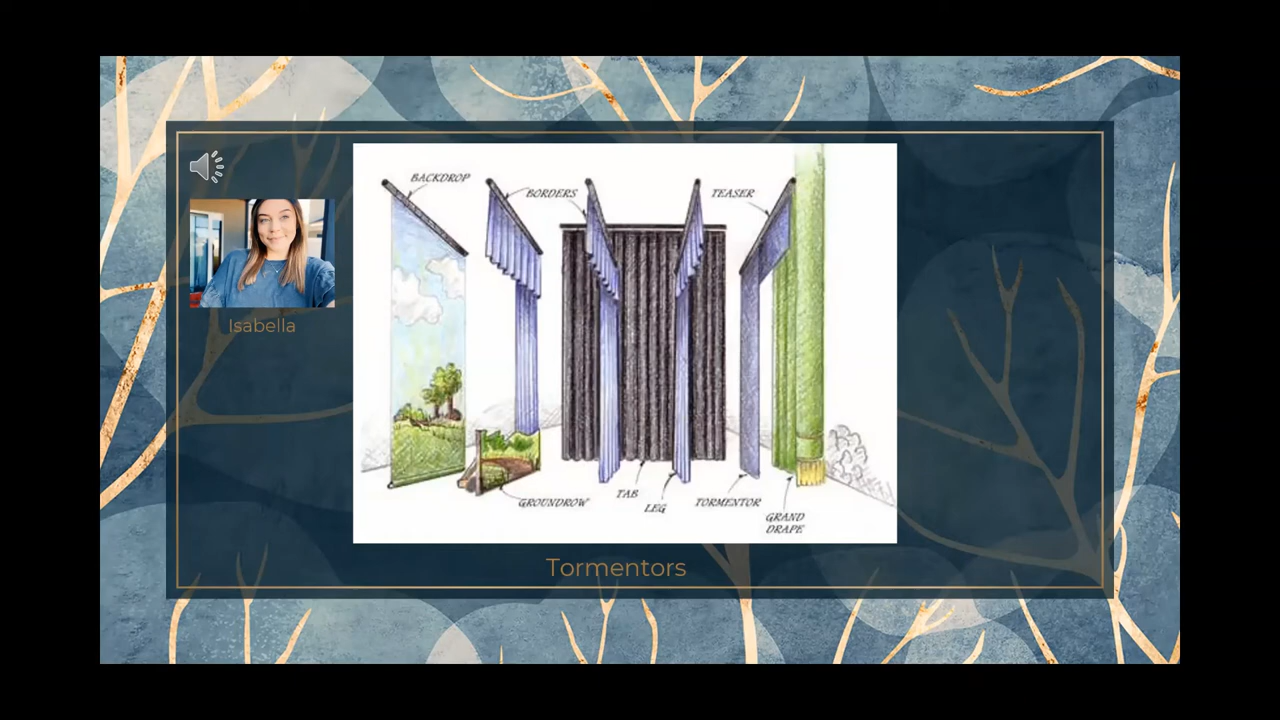 BACKDROP
BORDERS
TEASER
Isabella
GROUNDROW
TAB
LEG
TORMENTOR
GRAND
DRAPE
Tormentors